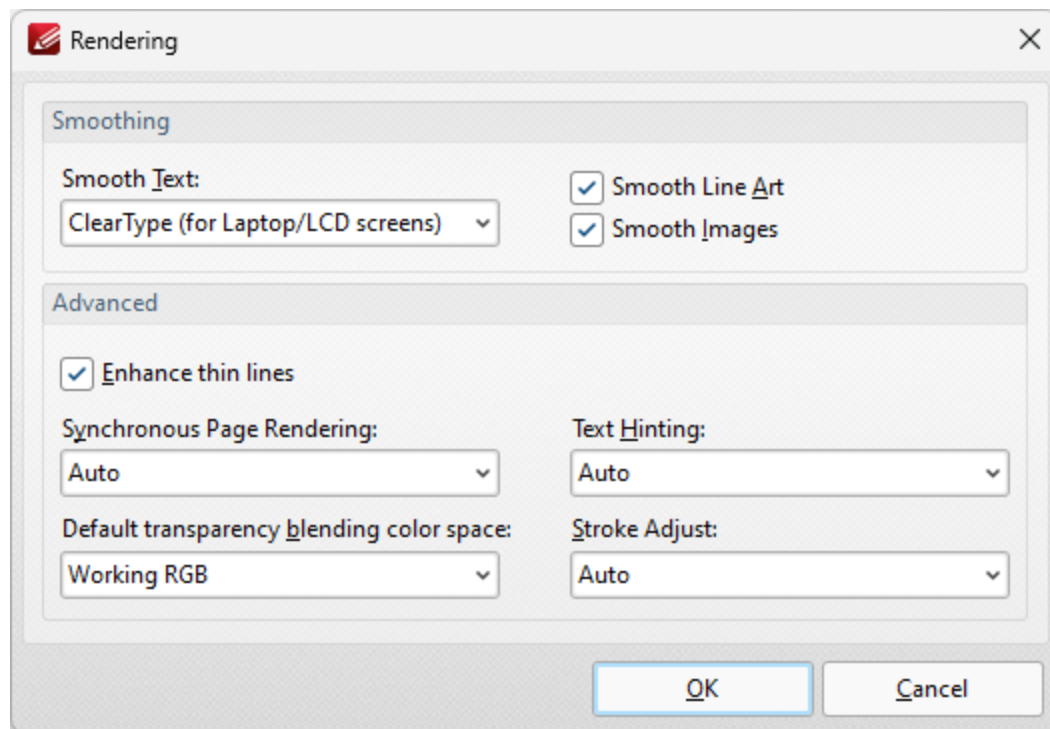 Rendering
Smoothing
Smooth Text:
ClearType (for Laptop/LCD screens)
Smooth Line Art
Smooth Images
Advanced
Enhance thin lines
Synchronous Page Rendering:
Text Hinting:
Auto
Auto
Default transparency blending color space:
Stroke Adjust:
Working RGB
Auto
OK
Cancel